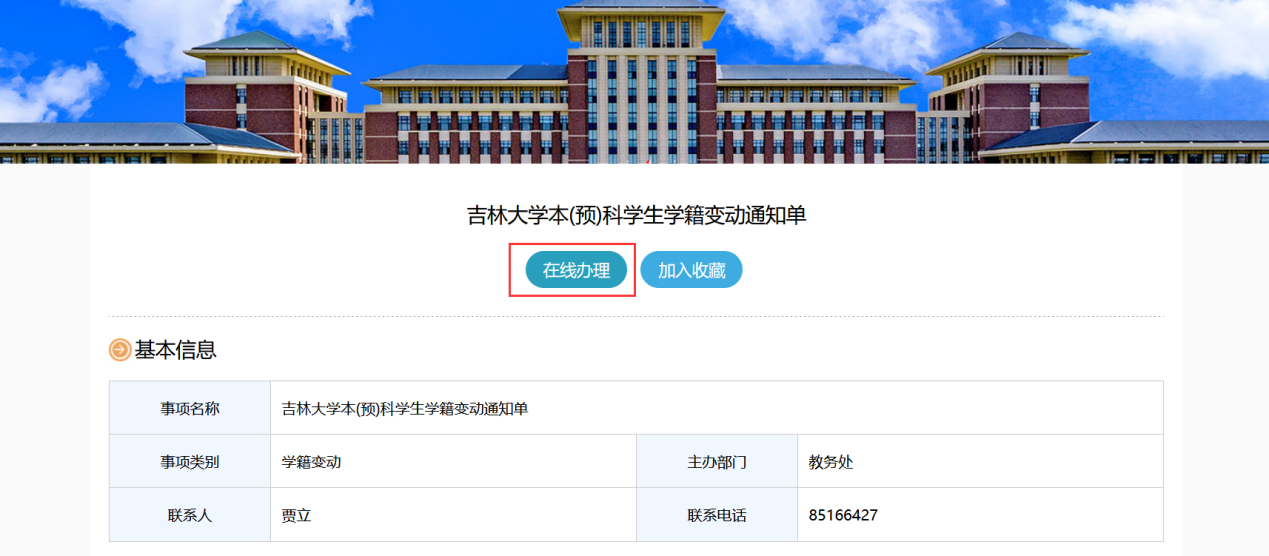 吉林大学本(预)科学生学籍变动通知单
在线办理 加入收藏
基本信息
事项名称 吉林大学本(预)科学生学籍变动通知单
事项类别 学籍变动 主办部门 教务处
联系人 贾立 联系电话 85166427